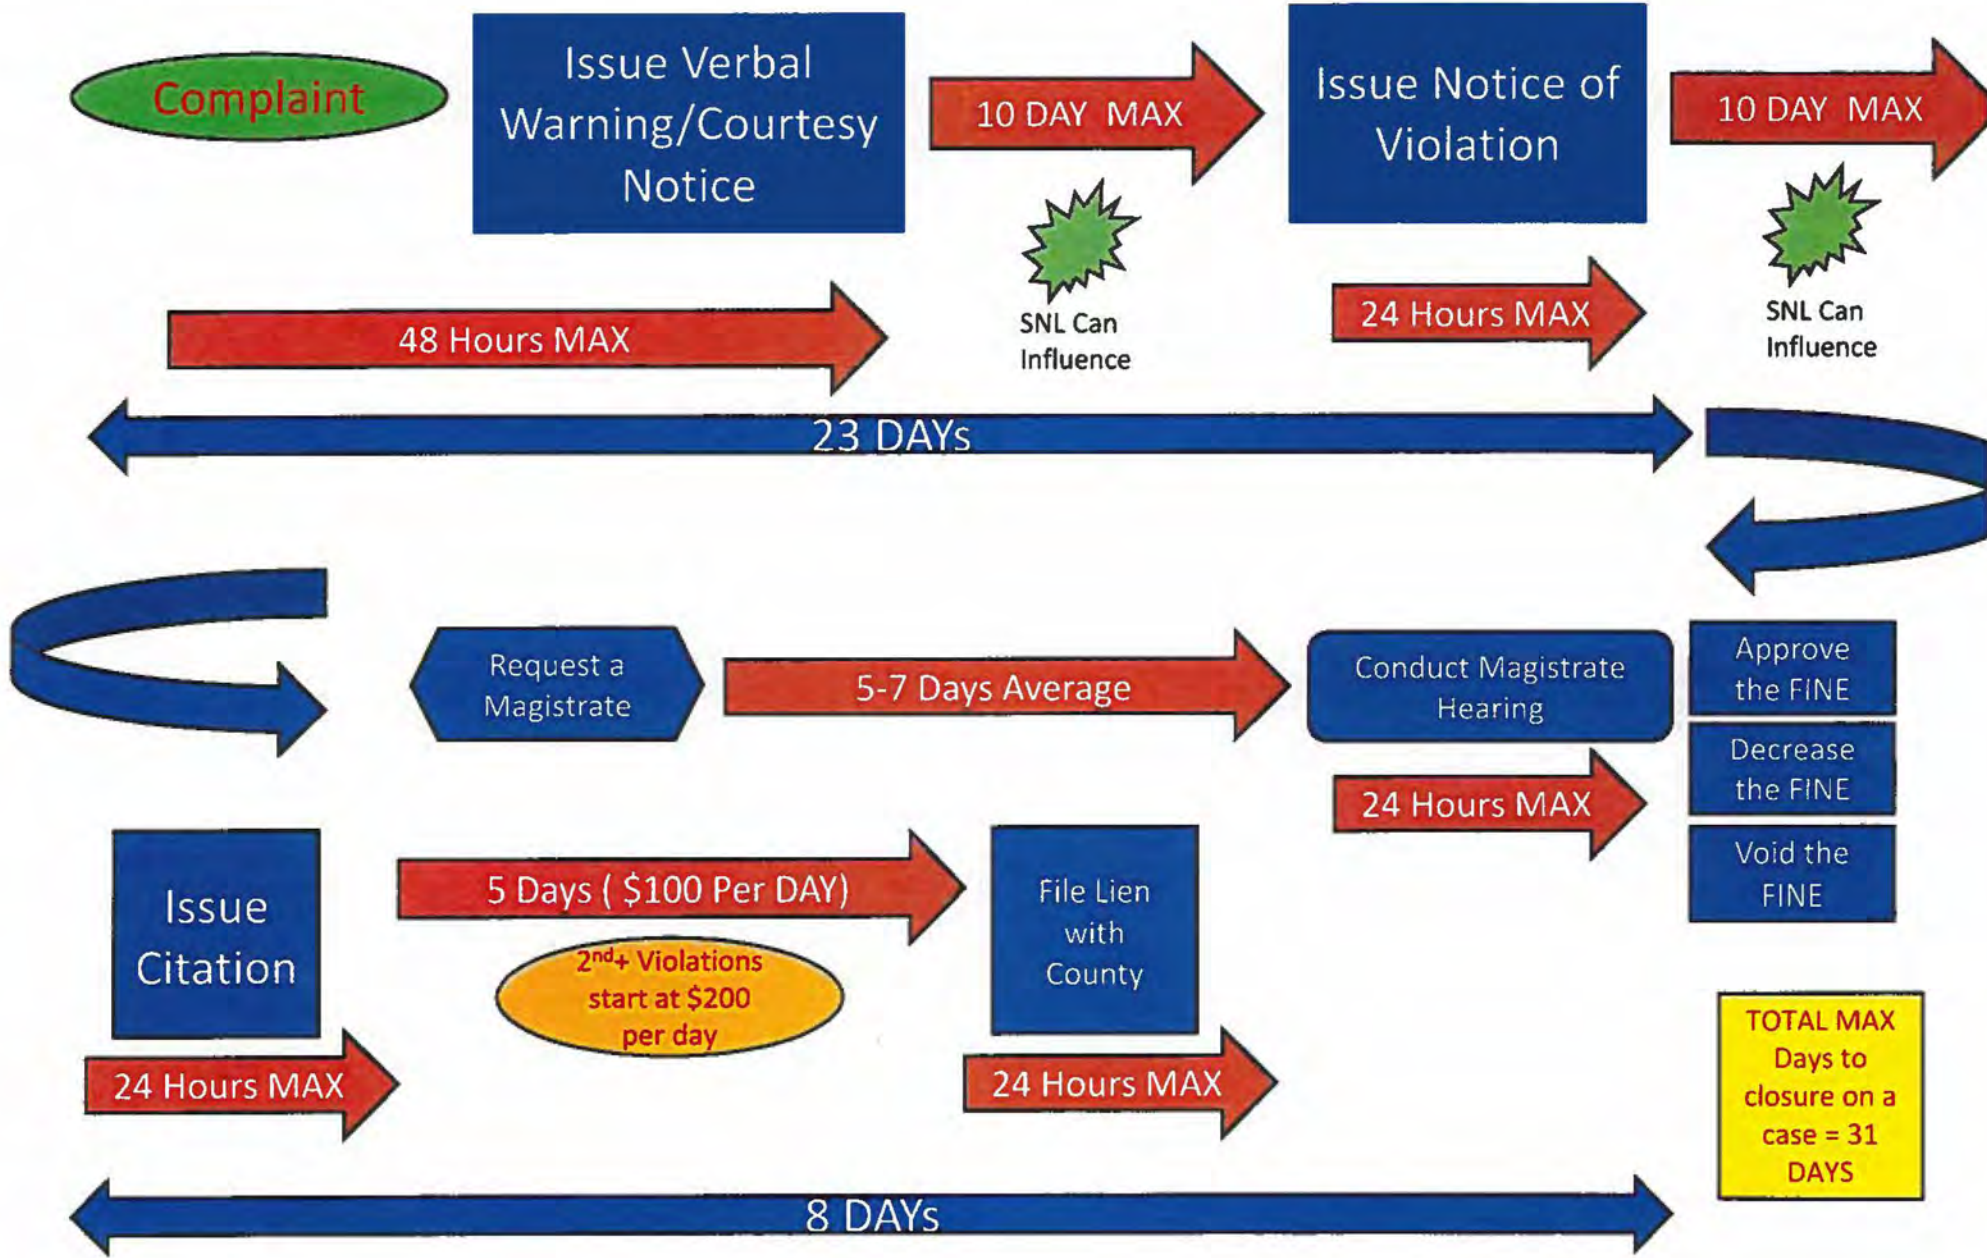 Complaint
Issue Verbal
Warning/Courtesy
Notice
10 DAY MAX
Issue Notice of
Violation
10 DAY MAX
SNL Can
Influence
SNL Can
Influence
48 Hours MAX
24 Hours MAX
23 DAYs
Request a
Magistrate
5-7 Days Average
Conduct Magistrate
Hearing
Approve
the FINE
Decrease
the FINE
Void the
FINE
24 Hours MAX
Issue
Citation
5 Days ( $100 Per DAY)
2nd+ Violations
start at $200
per day
File Lien
with
County
24 Hours MAX
24 Hours MAX
TOTAL MAX
Days to
closure on a
case = 31
DAYS
8 DAYs